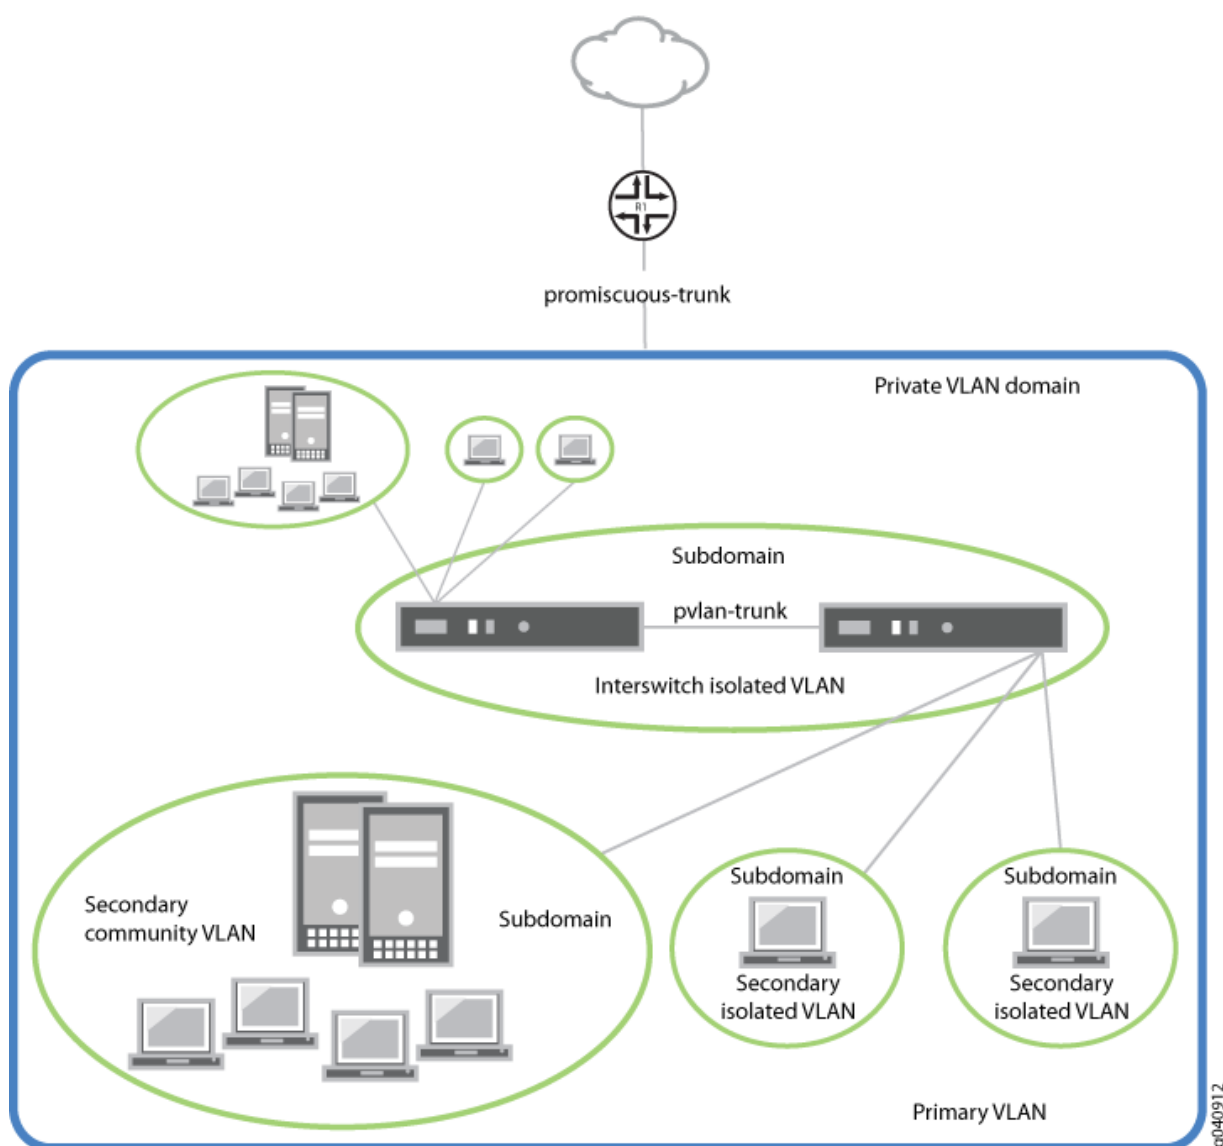 R1
promiscuous-trunk
Private VLAN domain
Subdomain
pvlan-trunk
Interswitch isolated VLAN
Secondary
community VLAN
Subdomain
Subdomain
Secondary
isolated VLAN
Subdomain
Secondary
isolated VLAN
Primary VLAN
g040912